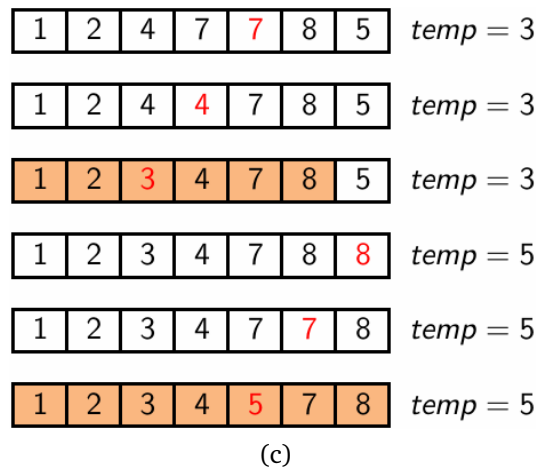 1 2 4 7 7 8 5 temp = 3
1 2 4 4 7 8 5 temp = 3
1 2 3 4 7 8 5 temp = 3
1 2 3 4 7 8 8 temp = 5
1 2 3 4 7 7 8 temp = 5
1 2 3 4 5 7 8 temp = 5
(c)